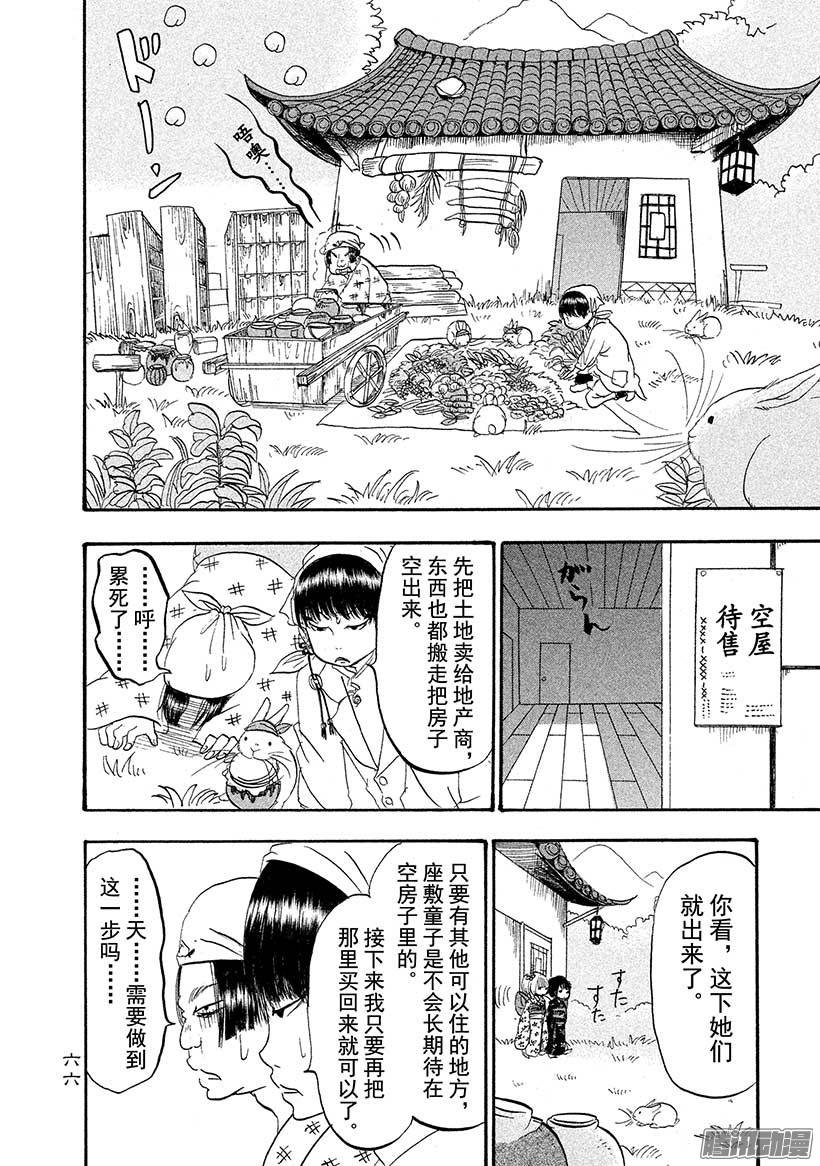 ドーン
唔噢……
空屋
待售
がらん
先把土地卖给地产商，
东西也都搬走把房子
空出来。
……呼
累死了……
你看，这下她们
就出来了。
すた
すた
只要有其他可以住的地方，
座敷童子是不会长期待在
空房子里的。
接下来我只要再把
那里买回来就可以了。
……天……需要做到
这一步吗……
六六
腾讯动漫